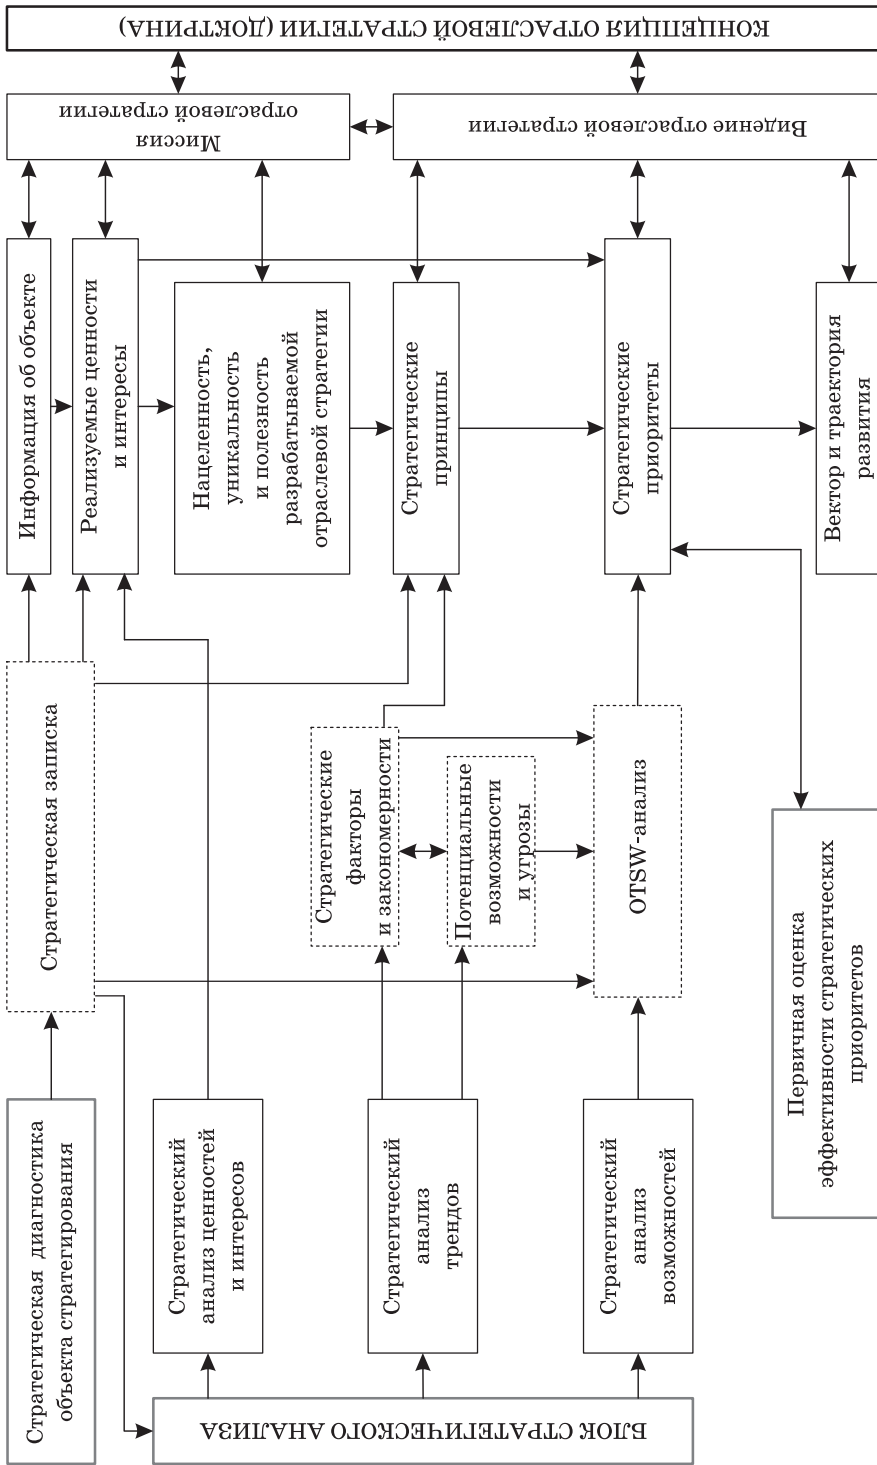 КОНЦЕПЦИЯ ОТРАСЛЕВОЙ СТРАТЕГИИ (ДОКТРИНА)
Миссия
отраслевой стратегии
Видение отраслевой стратегии
Информация об объекте
Реализуемые ценности
и интересы
Нацеленность,
уникальность
и полезность
разрабатываемой
отраслевой стратегии
Стратегические
принципы
Стратегические
приоритеты
Вектор и траектория
развития
Стратегическая записка
Стратегические
факторы
и закономерности
Потенциальные
возможности
и угрозы
OTSW-анализ
Первичная оценка
эффективности стратегических
приоритетов
Стратегическая диагностика
объекта стратегирования
Стратегический
анализ ценностей
и интересов
Стратегический
анализ
трендов
Стратегический
анализ
возможностей
БЛОК СТРАТЕГИЧЕСКОГО АНАЛИЗА